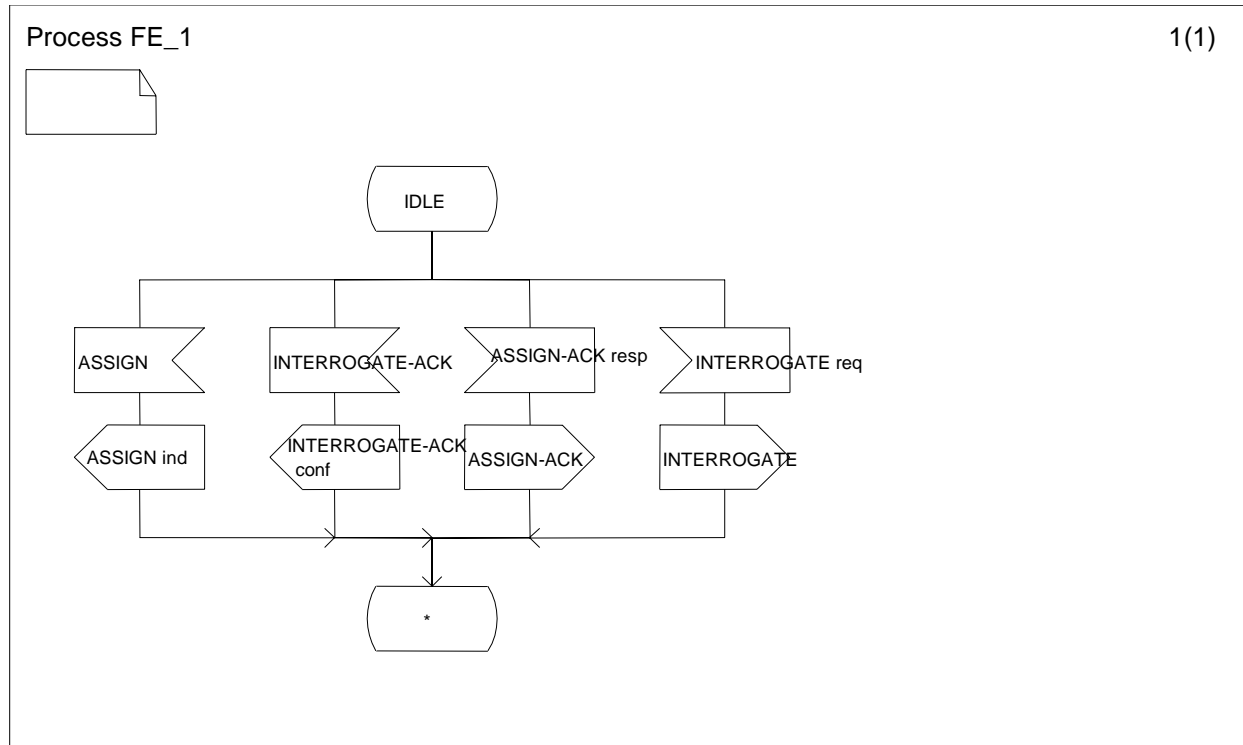 Process FE_1
1(1)
IDLE
ASSIGN
INTERROGATE-ACK
ASSIGN-ACK resp
INTERROGATE req
ASSIGN ind
INTERROGATE-ACK
conf
ASSIGN-ACK
INTERROGATE
*